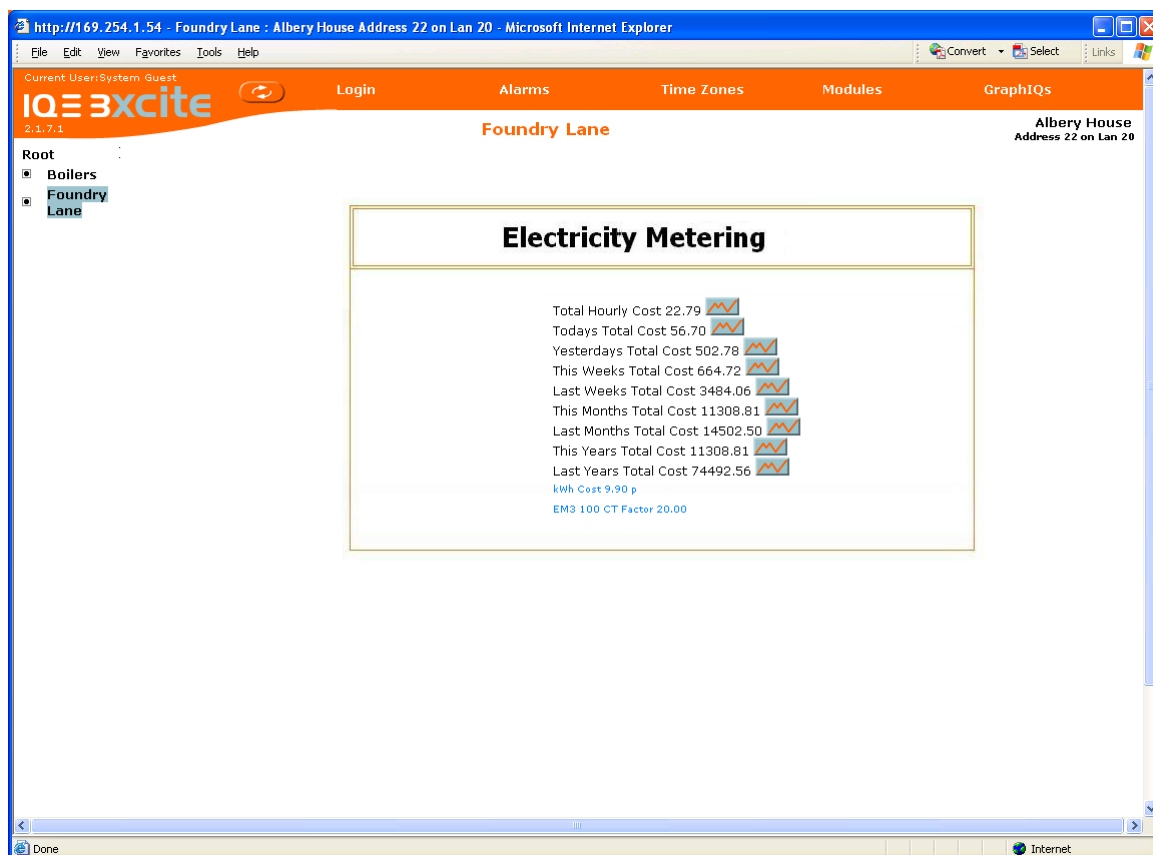 http://169.254.1.54 - Foundry Lane : Albery House Address 22 on Lan 20 - Microsoft Internet Explorer
File Edit View Favorites Tools Help
Convert Select Links
Current User:System Guest
IQ3XCITE
2.1.7.1
Login Alarms Time Zones Modules GraphIQs
Foundry Lane
Albery House
Address 22 on Lan 20
Root
Boilers
Foundry
Lane
Electricity Metering
Total Hourly Cost 22.79
Todays Total Cost 56.70
Yesterdays Total Cost 502.78
This Weeks Total Cost 664.72
Last Weeks Total Cost 3484.06
This Months Total Cost 11308.81
Last Months Total Cost 14502.50
This Years Total Cost 11308.81
Last Years Total Cost 74492.56
kWh Cost 9.90 p
EM3 100 CT Factor 20.00
Done
Internet